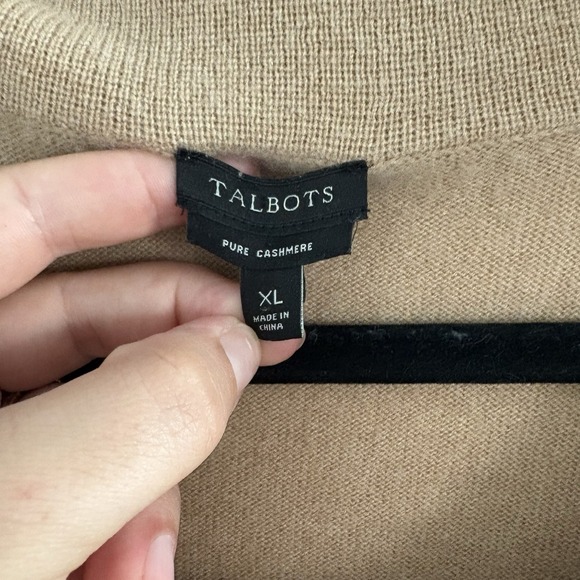 TALBOTS
PURE CASHMERE
XL
MADE IN
CHINA